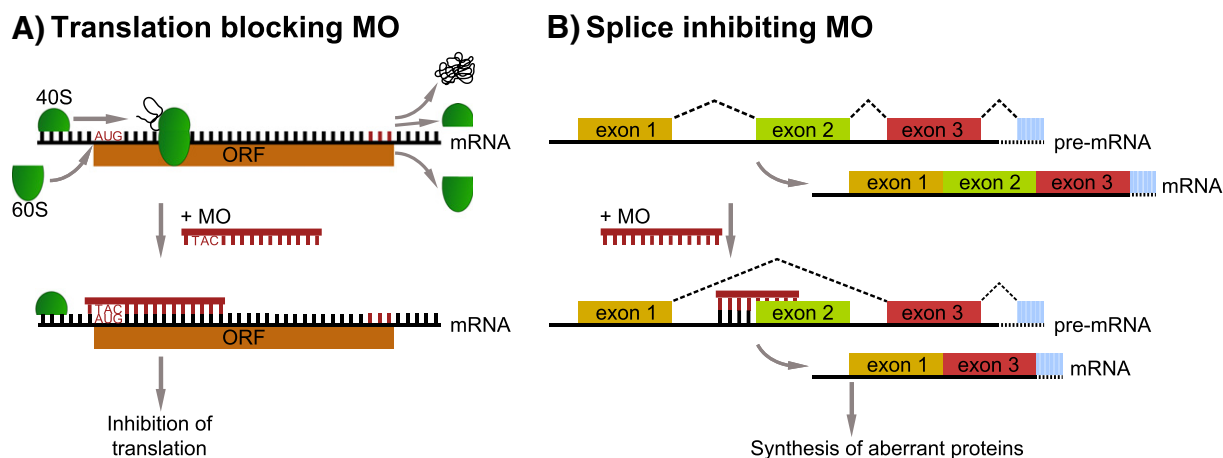 A) Translation blocking MO
40S
AUG
mRNA
ORF
60S
+ MO
TAC
TAC
AUG
mRNA
ORF
Inhibition of
translation
B) Splice inhibiting MO
exon 1
exon 2
exon 3
pre-mRNA
exon 1
exon 2
exon 3
mRNA
+ MO
exon 1
exon 2
exon 3
pre-mRNA
exon 1
exon 3
mRNA
Synthesis of aberrant proteins